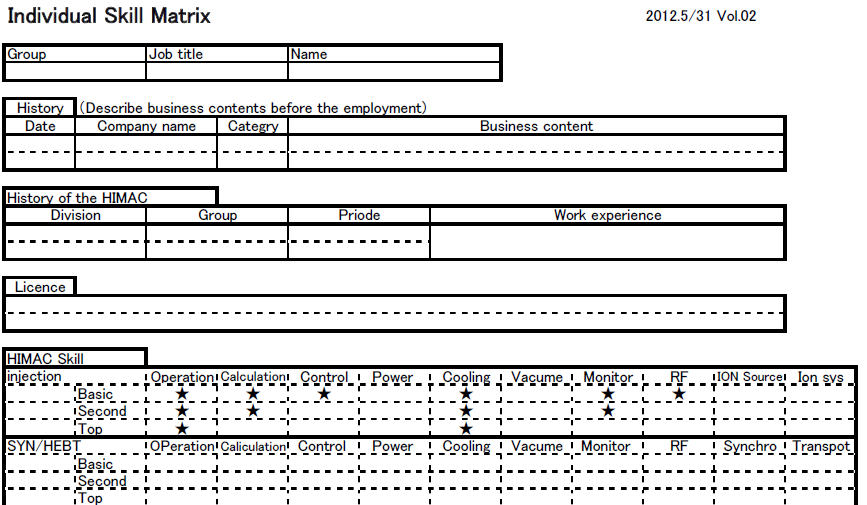 Individual Skill Matrix 2012.5/31 Vol.02
Group Job title Name
History (Describe business contents before the employment)
Date Company name Categry Business content
History of the HIMAC
Division Group Priode Work experience
Licence
HIMAC Skill
injection Operation Calculation Control Power Cooling Vacume Monitor RF ION Source Ion sys
Basic ★ ★ ★ ★ ★ ★
Second ★ ★ ★ ★
Top ★ ★
SYN/HEBT OPeration Caliculation Control Power Cooling Vacume Monitor RF Synchro Transpot
Basic
Second
Top